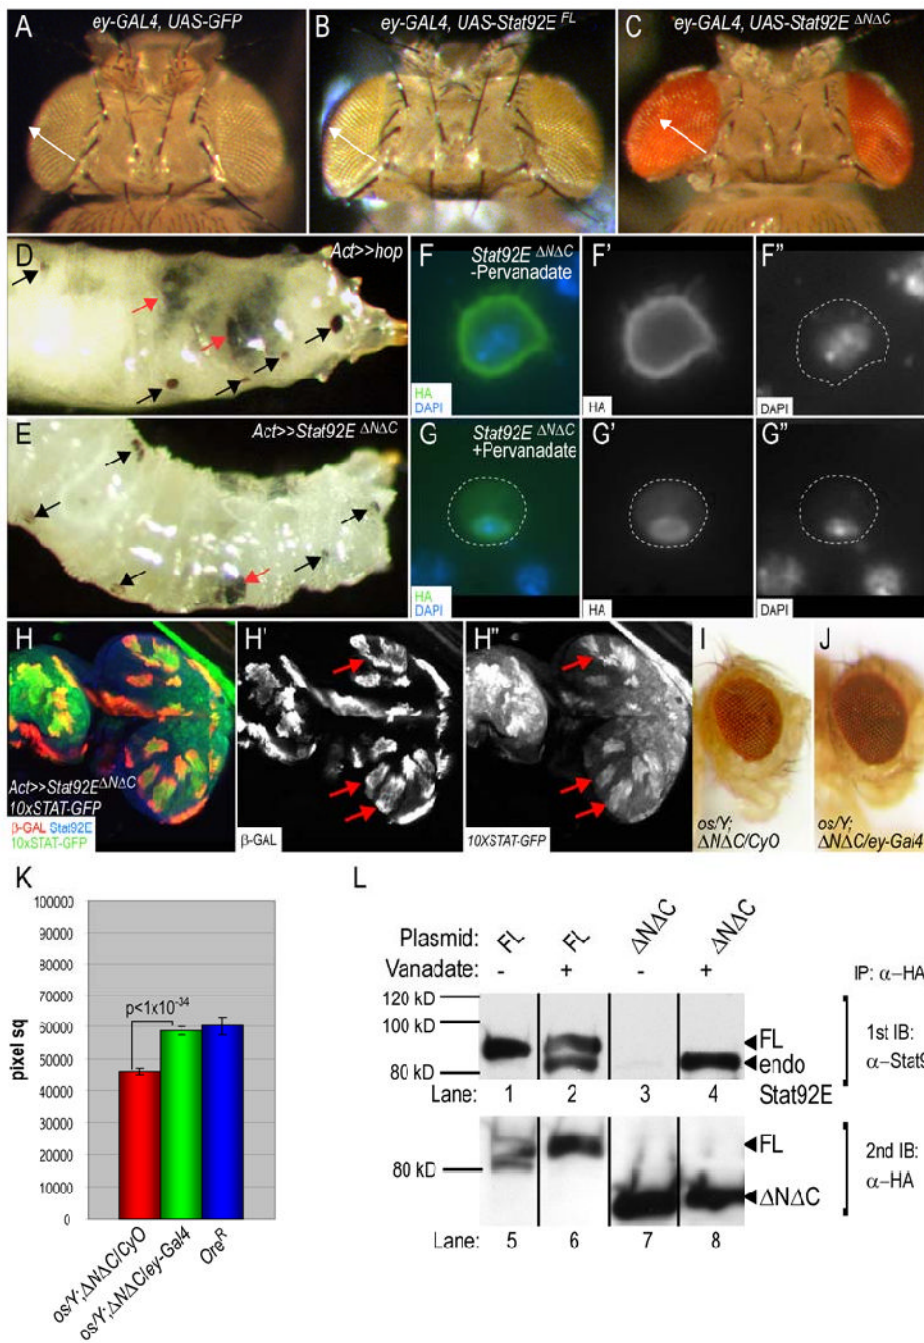 A ey-GAL4, UAS-GFP
B ey-GAL4, UAS-Stat92E FL
C ey-GAL4, UAS-Stat92E ΔNΔC
D Act>>hop
F Stat92E ΔNΔC
-Pervanadate
HA
DAPI
F'
HA
F"
DAPI
E Act>>Stat92E ΔNΔC
G Stat92E ΔNΔC
+Pervanadate
HA
DAPI
G'
HA
G"
DAPI
H
Act>>Stat92E ΔNΔC
10xSTAT-GFP
β-GAL Stat92E
10xSTAT-GFP
H'
β-GAL
H"
10XSTAT-GFP
I
os/Y;
ΔNΔC/CyO
J
os/Y;
ΔNΔC/ey-Gal4
K
100000
90000
80000
70000
60000
50000
40000
30000
20000
10000
0
pixel sq
p<1x10⁻³⁴
os/Y;ΔNΔC/CyO
os/Y;ΔNΔC/ey-Gal4
Ore^R
L
Plasmid: FL FL ΔNΔC ΔNΔC
Vanadate: - + - + IP: α-HA
120 kD
100 kD
80 kD
FL
endo
Stat92E
1st IB:
α-Stat9
Lane: 1 2 3 4
80 kD
FL
ΔNΔC
2nd IB:
α-HA
Lane: 5 6 7 8